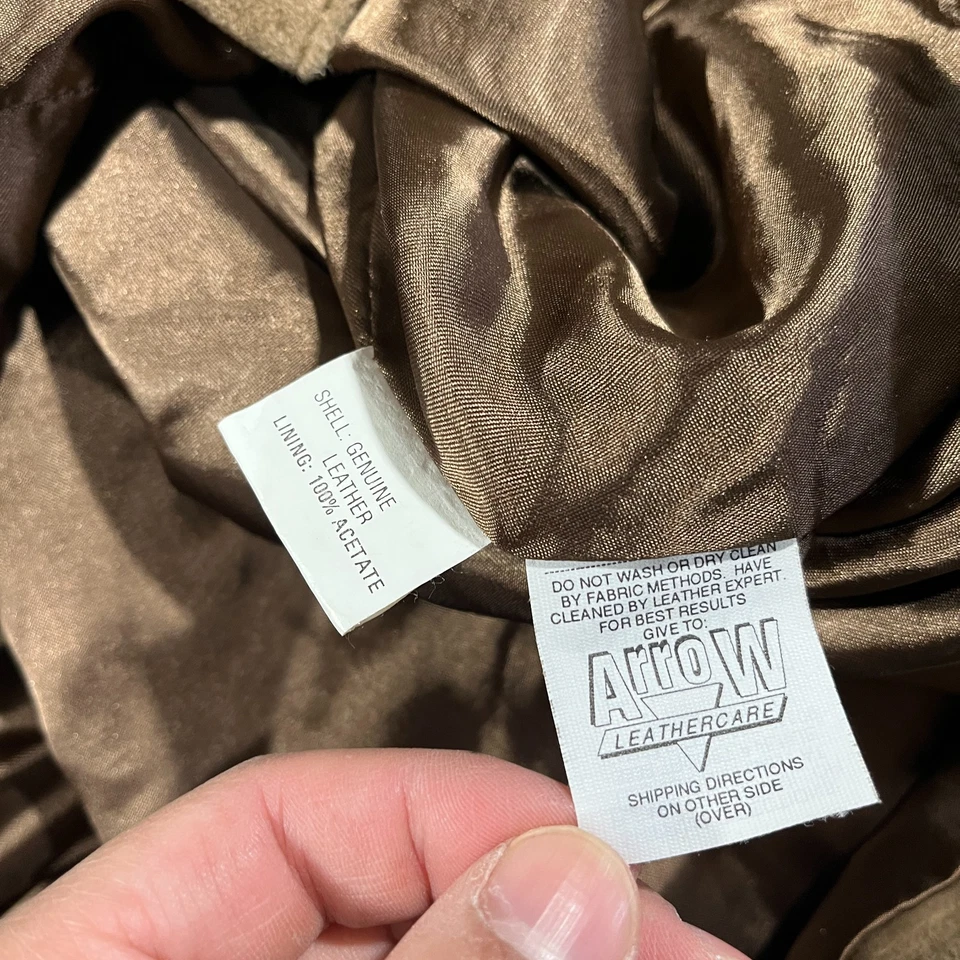 SHELL: GENUINE
LEATHER
LINING: 100% ACETATE
DO NOT WASH OR DRY CLEAN
BY FABRIC METHODS. HAVE
CLEANED BY LEATHER EXPERT.
FOR BEST RESULTS
GIVE TO:
ArroW
LEATHERCARE
SHIPPING DIRECTIONS
ON OTHER SIDE
(OVER)